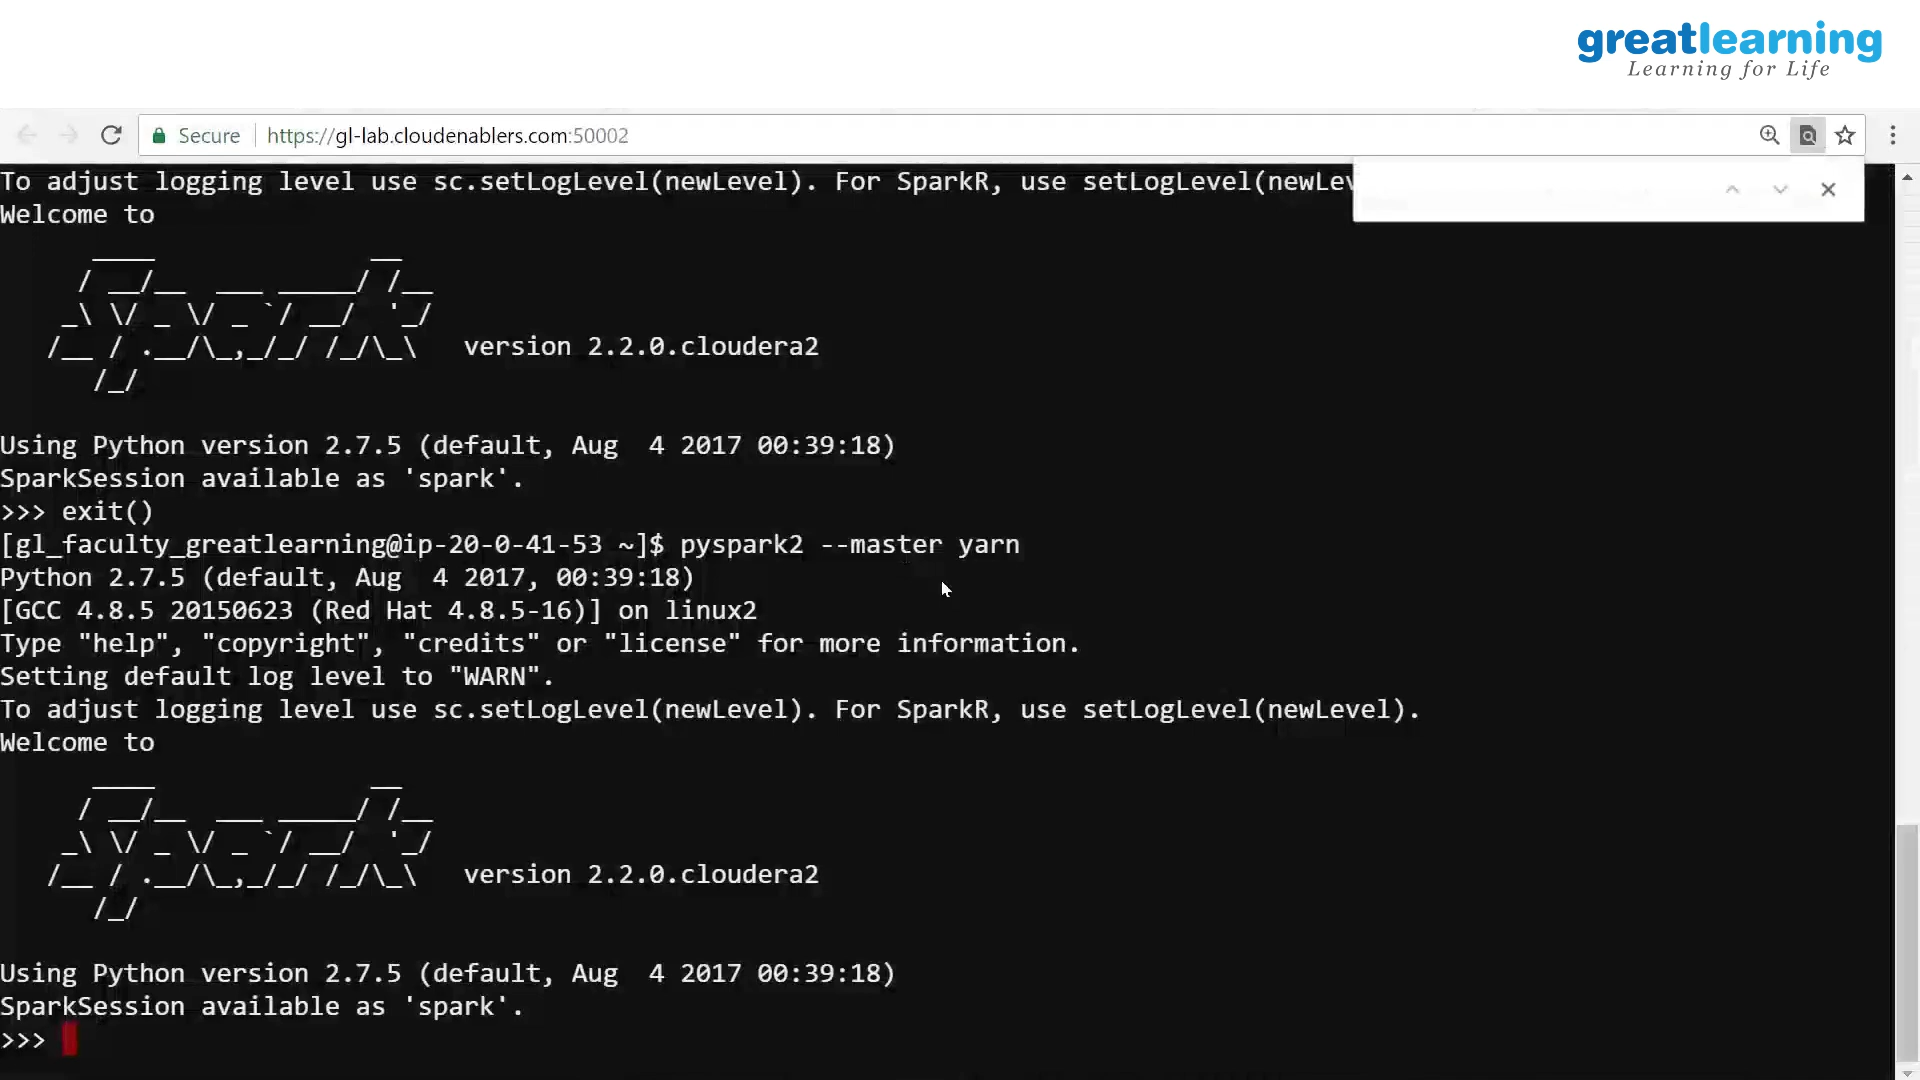 greatlearning
Learning for Life
Secure https://gl-lab.cloudenablers.com:50002
To adjust logging level use sc.setLogLevel(newLevel). For SparkR, use setLogLevel(newLev
Welcome to
      ____              __
     / __/__  ___ _____/ /__
    _\ \/ _ \/ _ `/ __/  '_/
   /__ / .__/\_,_/_/ /_/\_\   version 2.2.0.cloudera2
      /_/
Using Python version 2.7.5 (default, Aug  4 2017 00:39:18)
SparkSession available as 'spark'.
>>> exit()
[gl_faculty_greatlearning@ip-20-0-41-53 ~]$ pyspark2 --master yarn
Python 2.7.5 (default, Aug  4 2017, 00:39:18)
[GCC 4.8.5 20150623 (Red Hat 4.8.5-16)] on linux2
Type "help", "copyright", "credits" or "license" for more information.
Setting default log level to "WARN".
To adjust logging level use sc.setLogLevel(newLevel). For SparkR, use setLogLevel(newLevel).
Welcome to
      ____              __
     / __/__  ___ _____/ /__
    _\ \/ _ \/ _ `/ __/  '_/
   /__ / .__/\_,_/_/ /_/\_\   version 2.2.0.cloudera2
      /_/
Using Python version 2.7.5 (default, Aug  4 2017 00:39:18)
SparkSession available as 'spark'.
>>>